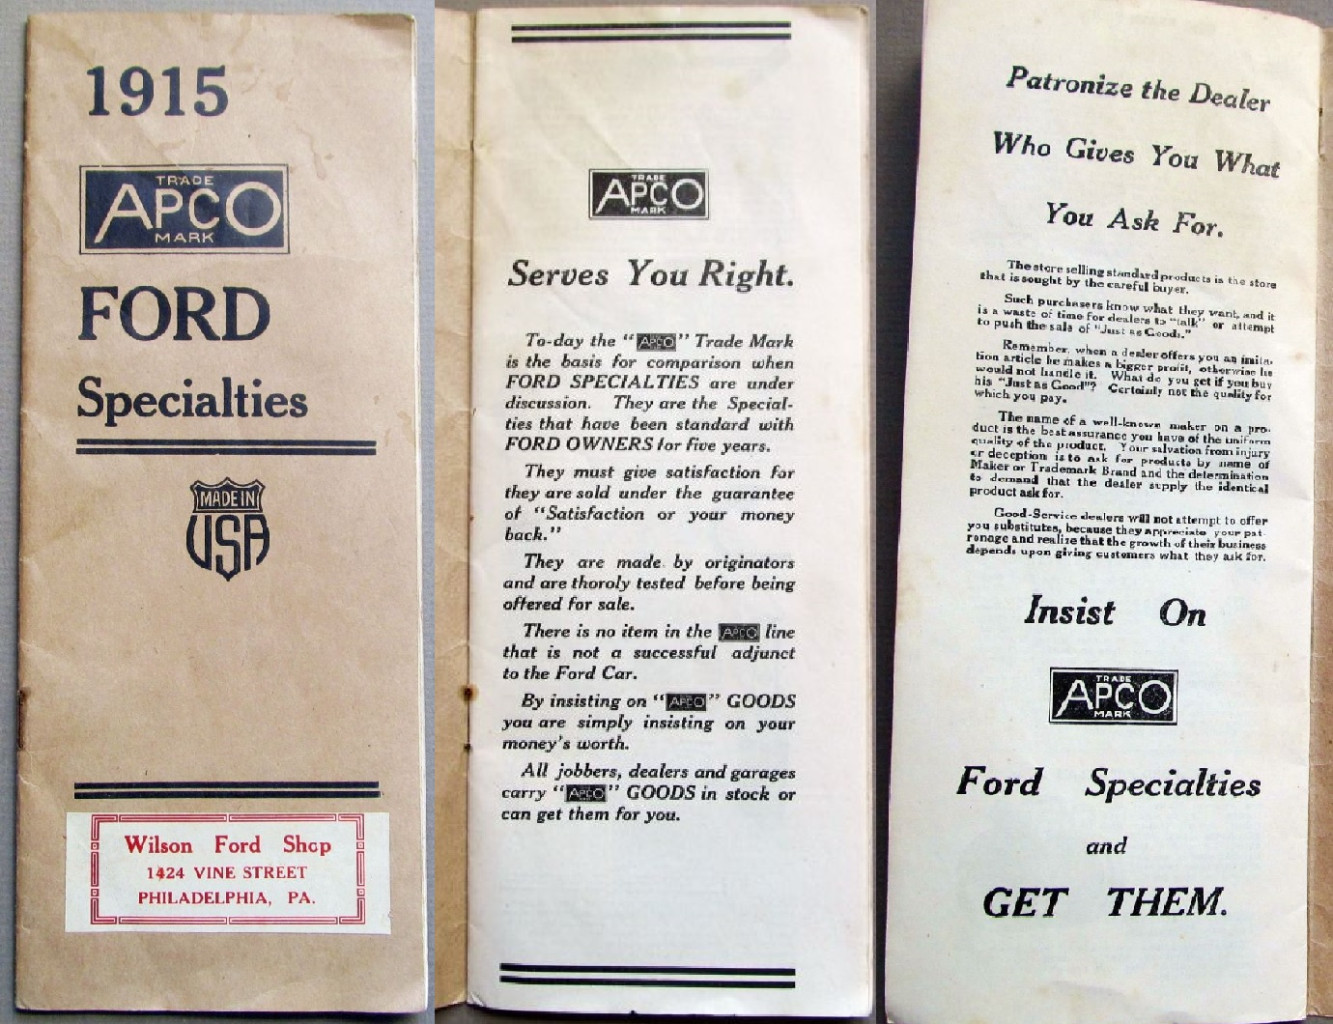 1915
TRADE
APCO
MARK
FORD
Specialties
MADE IN
USA
Wilson Ford Shop
1424 VINE STREET
PHILADELPHIA, PA.
TRADE
APCO
MARK
Serves You Right.
To-day the “APCO” Trade Mark
is the basis for comparison when
FORD SPECIALTIES are under
discussion. They are the Special-
ties that have been standard with
FORD OWNERS for five years.
They must give satisfaction for
they are sold under the guarantee
of “Satisfaction or your money
back.”
They are made by originators
and are thoroly tested before being
offered for sale.
There is no item in the APCO line
that is not a successful adjunct
to the Ford Car.
By insisting on “APCO” GOODS
you are simply insisting on your
money's worth.
All jobbers, dealers and garages
carry “APCO” GOODS in stock or
can get them for you.
Patronize the Dealer
Who Gives You What
You Ask For.
The store selling standard products is the store
that is sought by the careful buyer.
Such purchasers know what they want, and it
is a waste of time for dealers to “talk” or attempt
to push the sale of “Just as Goods.”
Remember, when a dealer offers you an imita-
tion article he makes a bigger profit, otherwise he
would not handle it. What do you get if you buy
his “Just as Good”? Certainly not the quality for
which you pay.
The name of a well-known maker on a pro-
duct is the best assurance you have of the uniform
quality of the product. Your salvation from injury
or deception is to ask for products by name of
Maker or Trademark Brand and the determination
to demand that the dealer supply the identical
product ask for.
Good-Service dealers will not attempt to offer
you substitutes, because they appreciate your pat-
ronage and realize that the growth of their business
depends upon giving customers what they ask for.
Insist On
TRADE
APCO
MARK
Ford Specialties
and
GET THEM.